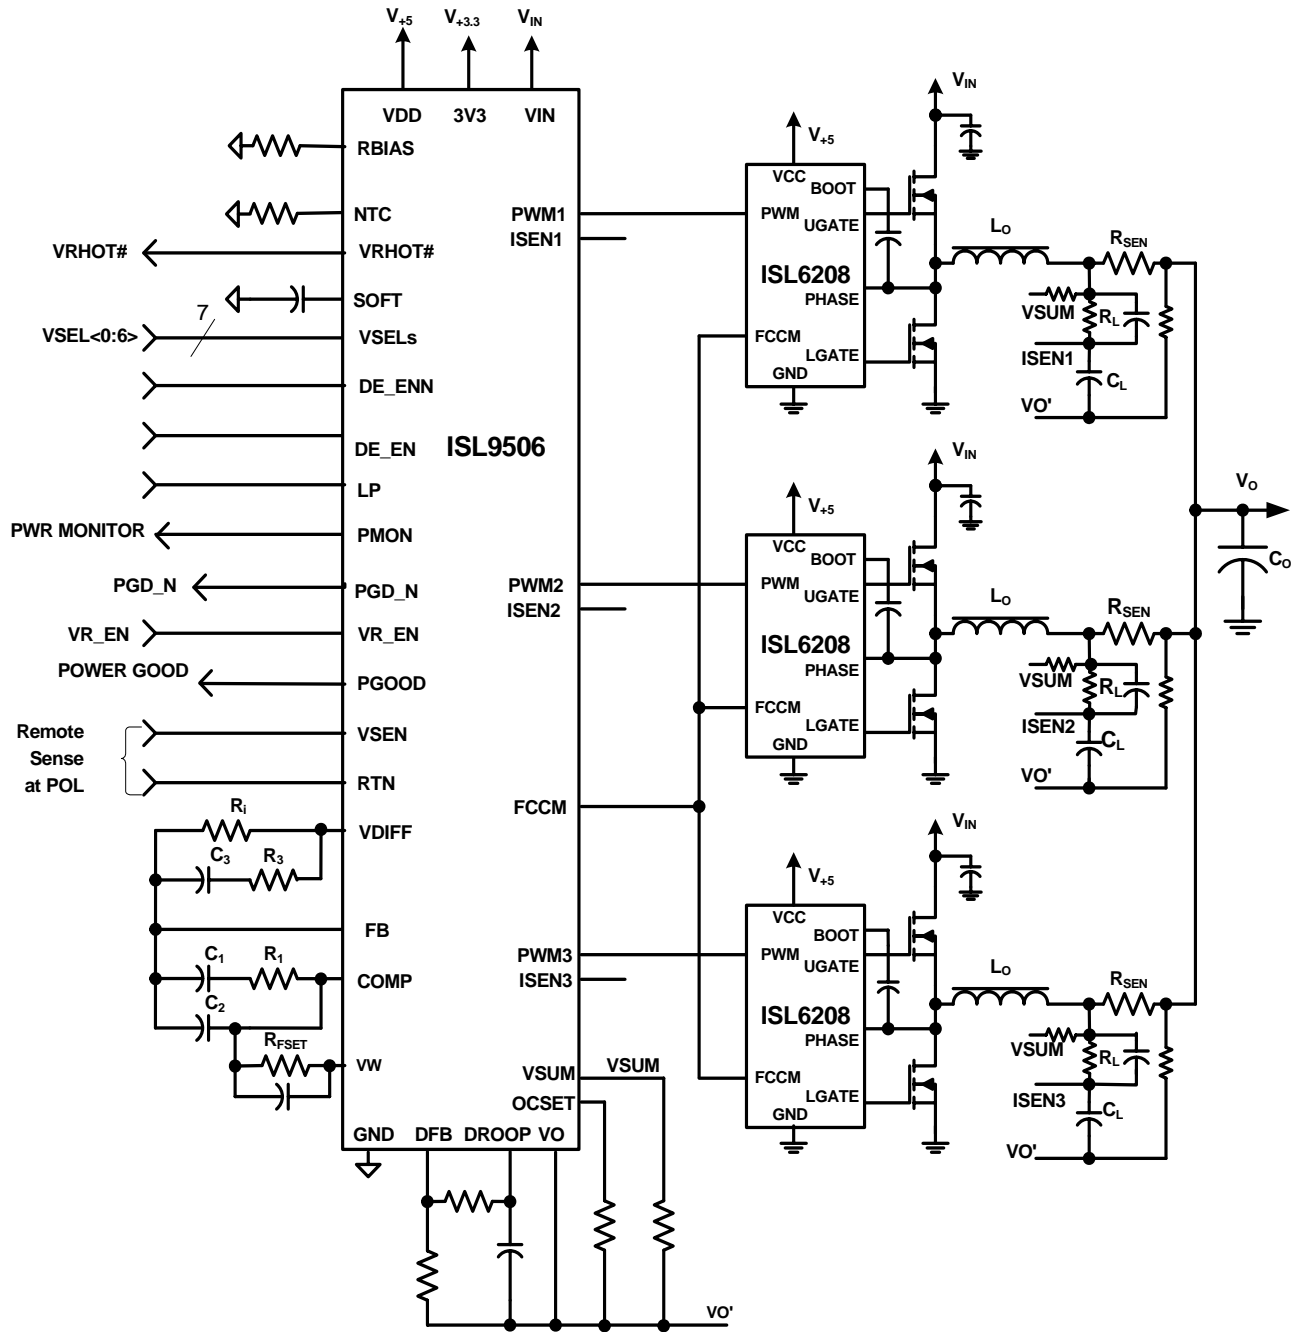 V+5
V+3.3
VIN
VDD
3V3
VIN
RBIAS
NTC
VRHOT#
VRHOT#
SOFT
7
VSEL<0:6>
VSELs
DE_ENN
DE_EN
LP
PWR MONITOR
PMON
PGD_N
PGD_N
VR_EN
VR_EN
POWER GOOD
PGOOD
Remote
Sense
at POL
VSEN
RTN
Ri
VDIFF
C3
R3
FB
C1
R1
COMP
C2
RFSET
VW
GND
DFB
DROOP
VO
ISL9506
PWM1
ISEN1
PWM2
ISEN2
FCCM
PWM3
ISEN3
VSUM
VSUM
OCSET
VO'
V+5
VIN
VCC
BOOT
PWM
UGATE
ISL6208
PHASE
FCCM
LGATE
GND
LO
RSEN
VSUM
RL
ISEN1
CL
VO'
V+5
VIN
VCC
BOOT
PWM
UGATE
ISL6208
PHASE
FCCM
LGATE
GND
LO
RSEN
VSUM
RL
ISEN2
CL
VO'
VO
CO
V+5
VIN
VCC
BOOT
PWM
UGATE
ISL6208
PHASE
FCCM
LGATE
GND
LO
RSEN
VSUM
RL
ISEN3
CL
VO'